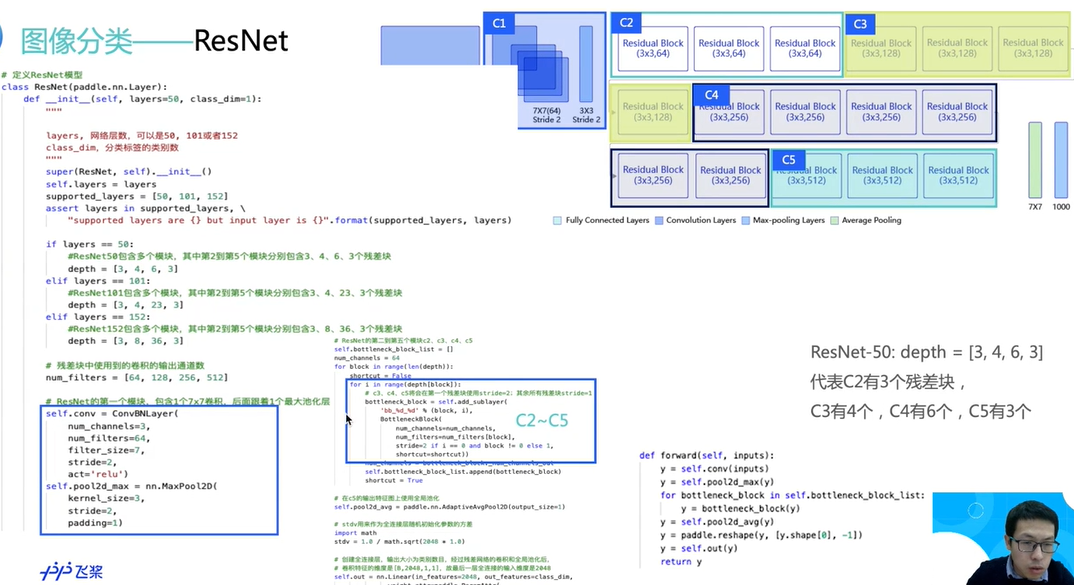 图像分类——ResNet
# 定义ResNet模型
class ResNet(paddle.nn.Layer):
def __init__(self, layers=50, class_dim=1):
"""
layers, 网络层数，可以是50, 101或者152
class_dim，分类标签的类别数
"""
super(ResNet, self).__init__()
self.layers = layers
supported_layers = [50, 101, 152]
assert layers in supported_layers, \
"supported layers are {} but input layer is {}".format(supported_layers, layers)
if layers == 50:
#ResNet50包含多个模块，其中第2到第5个模块分别包含3、4、6、3个残差块
depth = [3, 4, 6, 3]
elif layers == 101:
#ResNet101包含多个模块，其中第2到第5个模块分别包含3、4、23、3个残差块
depth = [3, 4, 23, 3]
elif layers == 152:
#ResNet152包含多个模块，其中第2到第5个模块分别包含3、8、36、3个残差块
depth = [3, 8, 36, 3]
# 残差块中使用到的卷积的输出通道数
num_filters = [64, 128, 256, 512]
# ResNet的第一个模块，包含1个7x7卷积，后面跟着1个最大池化层
self.conv = ConvBNLayer(
num_channels=3,
num_filters=64,
filter_size=7,
stride=2,
act='relu')
self.pool2d_max = nn.MaxPool2D(
kernel_size=3,
stride=2,
padding=1)
飞桨
# ResNet的第二到第五个模块c2、c3、c4、c5
self.bottleneck_block_list = []
num_channels = 64
for block in range(len(depth)):
shortcut = False
for i in range(depth[block]):
# c3、c4、c5将会在第一个残差块使用stride=2；其余所有残差块stride=1
bottleneck_block = self.add_sublayer(
'bb_%d_%d' % (block, i),
BottleneckBlock(
num_channels=num_channels,
num_filters=num_filters[block],
stride=2 if i == 0 and block != 0 else 1,
shortcut=shortcut))
C2~C5
num_channels = bottleneck_block._num_channels_out
self.bottleneck_block_list.append(bottleneck_block)
shortcut = True
# 在c5的输出特征图上使用全局池化
self.pool2d_avg = paddle.nn.AdaptiveAvgPool2D(output_size=1)
# stdv用来作为全连接层随机初始化参数的方差
import math
stdv = 1.0 / math.sqrt(2048 * 1.0)
# 创建全连接层，输出大小为类别数目，经过残差网络的卷积和全局池化后，
# 卷积特征的维度是[B,2048,1,1]，故最后一层全连接的输入维度是2048
self.out = nn.Linear(in_features=2048, out_features=class_dim,
C1
7X7(64)
Stride 2
3X3
Stride 2
C2
Residual Block
(3x3,64)
Residual Block
(3x3,64)
Residual Block
(3x3,64)
C3
Residual Block
(3x3,128)
Residual Block
(3x3,128)
Residual Block
(3x3,128)
Residual Block
(3x3,128)
C4
Residual Block
(3x3,256)
Residual Block
(3x3,256)
Residual Block
(3x3,256)
Residual Block
(3x3,256)
Residual Block
(3x3,256)
Residual Block
(3x3,256)
C5
Residual Block
(3x3,512)
Residual Block
(3x3,512)
Residual Block
(3x3,512)
7X7
1000
Fully Connected Layers
Convolution Layers
Max-pooling Layers
Average Pooling
ResNet-50: depth = [3, 4, 6, 3]
代表C2有3个残差块，
C3有4个，C4有6个，C5有3个
def forward(self, inputs):
y = self.conv(inputs)
y = self.pool2d_max(y)
for bottleneck_block in self.bottleneck_block_list:
y = bottleneck_block(y)
y = self.pool2d_avg(y)
y = paddle.reshape(y, [y.shape[0], -1])
y = self.out(y)
return y